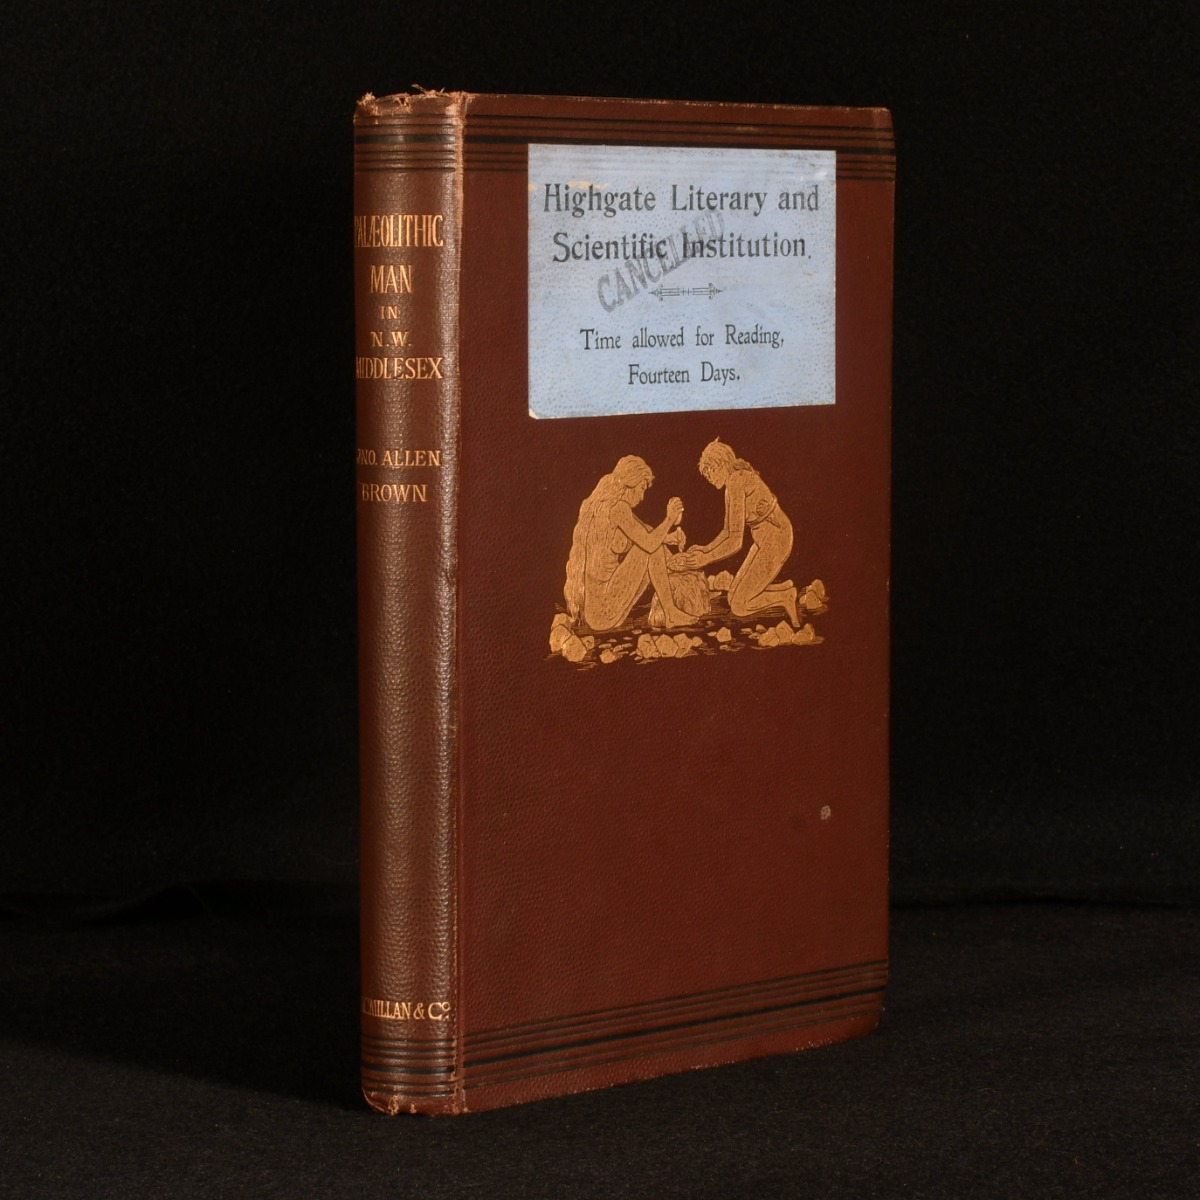 PALÆOLITHIC
MAN
IN
N.W.
MIDDLESEX
JNO. ALLEN
BROWN
MACMILLAN & Co.
Highgate Literary and
Scientific Institution.
CANCELLED
Time allowed for Reading,
Fourteen Days.